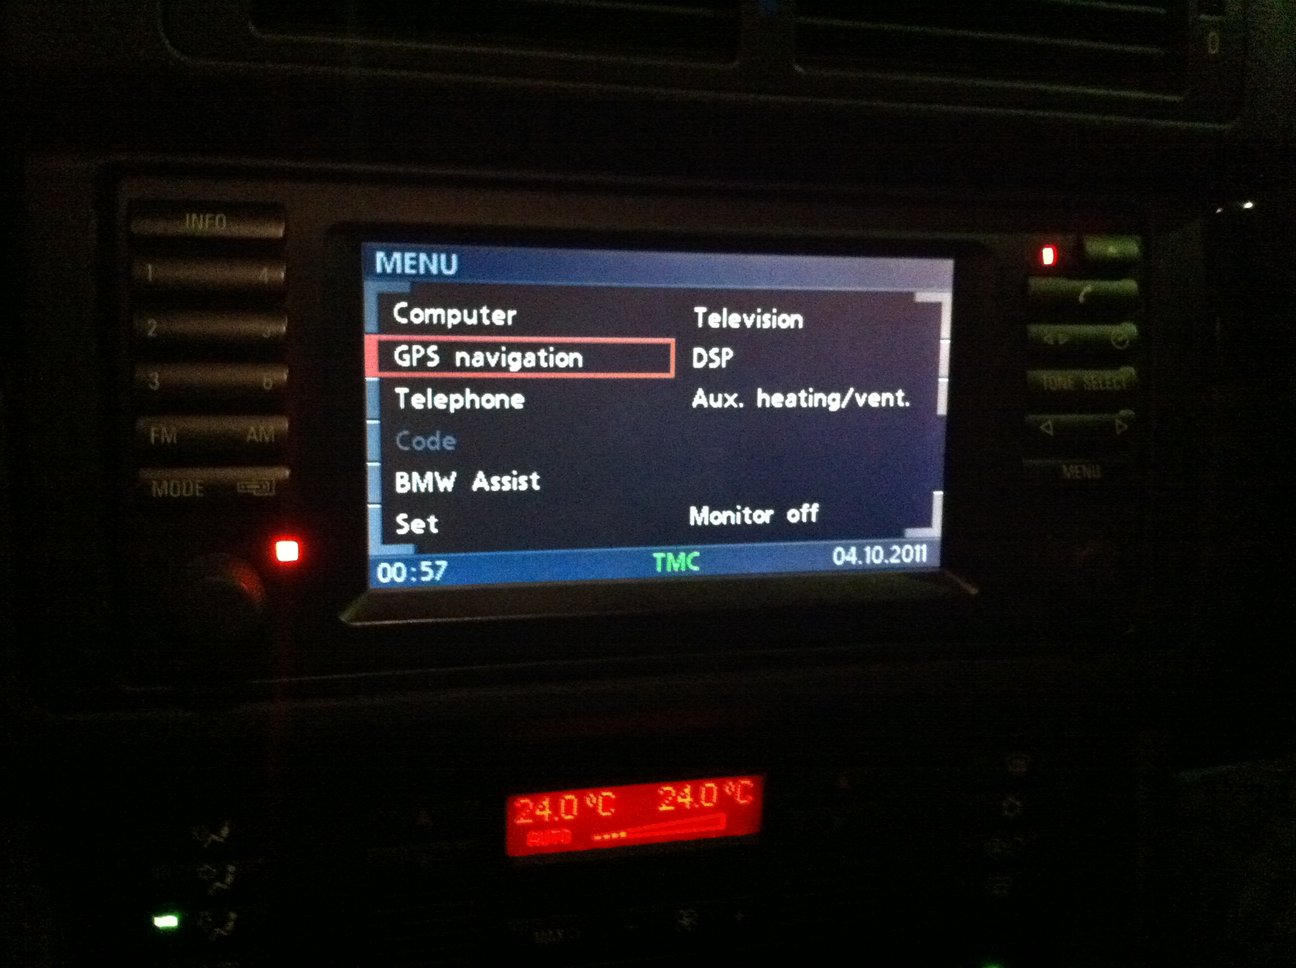 0
INFO
1 4
2
3 6
FM AM
MODE
MENU
Computer
GPS navigation
Telephone
Code
BMW Assist
Set
Television
DSP
Aux. heating/vent.
Monitor off
00:57
TMC
04.10.2011
TONE SELECT
MENU
24.0 °C 24.0 °C
AUTO
MAX